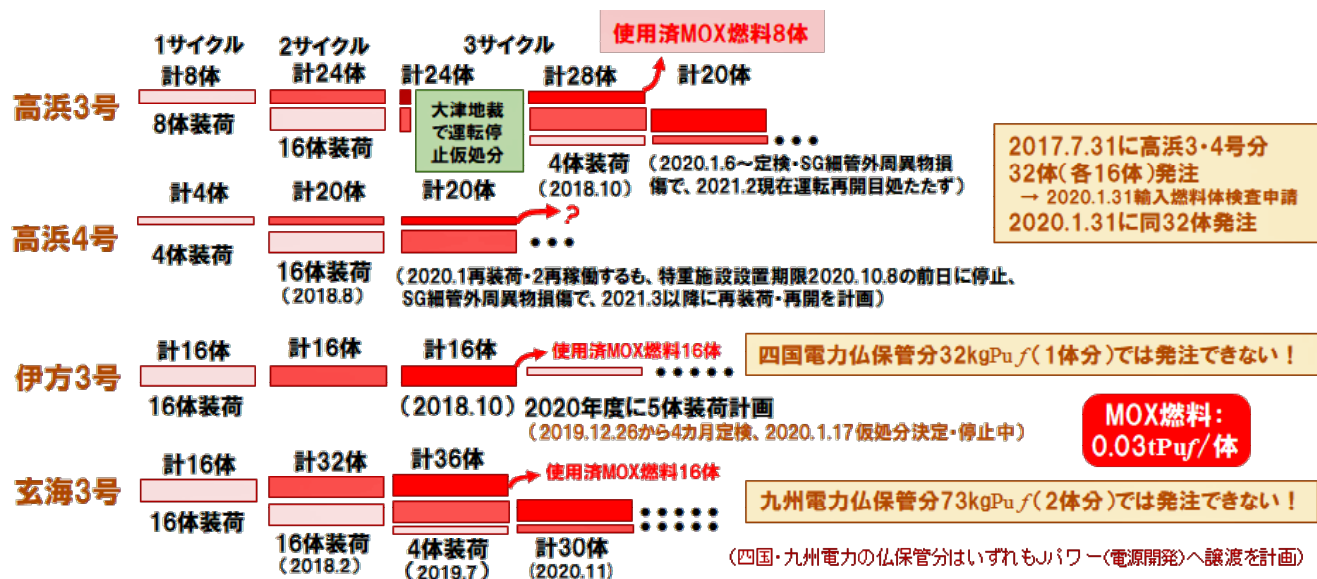 使用済MOX燃料8体
1サイクル 2サイクル 3サイクル
計8体 計24体 計24体 計28体 計20体
高浜3号
大津地裁
で運転停
止仮処分
8体装荷 16体装荷 4体装荷
(2018.10)
(2020.1.6～定検・SG細管外周異物損
傷で、2021.2現在運転再開目処たたず)
2017.7.31に高浜3・4号分
32体(各16体)発注
→ 2020.1.31輸入燃料体検査申請
2020.1.31に同32体発注
計4体 計20体 計20体
?
高浜4号
4体装荷 16体装荷
(2018.8)
(2020.1再装荷・2再稼働するも、特重施設設置期限2020.10.8の前日に停止、
SG細管外周異物損傷で、2021.3以降に再装荷・再開を計画)
計16体 計16体 計16体 使用済MOX燃料16体
四国電力仏保管分32kgPuf(1体分)では発注できない!
伊方3号
16体装荷 (2018.10) 2020年度に5体装荷計画
(2019.12.26から4カ月定検、2020.1.17仮処分決定・停止中)
MOX燃料:
0.03tPuf/体
計16体 計32体 計36体 使用済MOX燃料16体
玄海3号
九州電力仏保管分73kgPuf(2体分)では発注できない!
16体装荷 16体装荷 4体装荷 計30体
(2018.2) (2019.7) (2020.11)
(四国・九州電力の仏保管分はいずれもJパワー(電源開発)へ譲渡を計画)